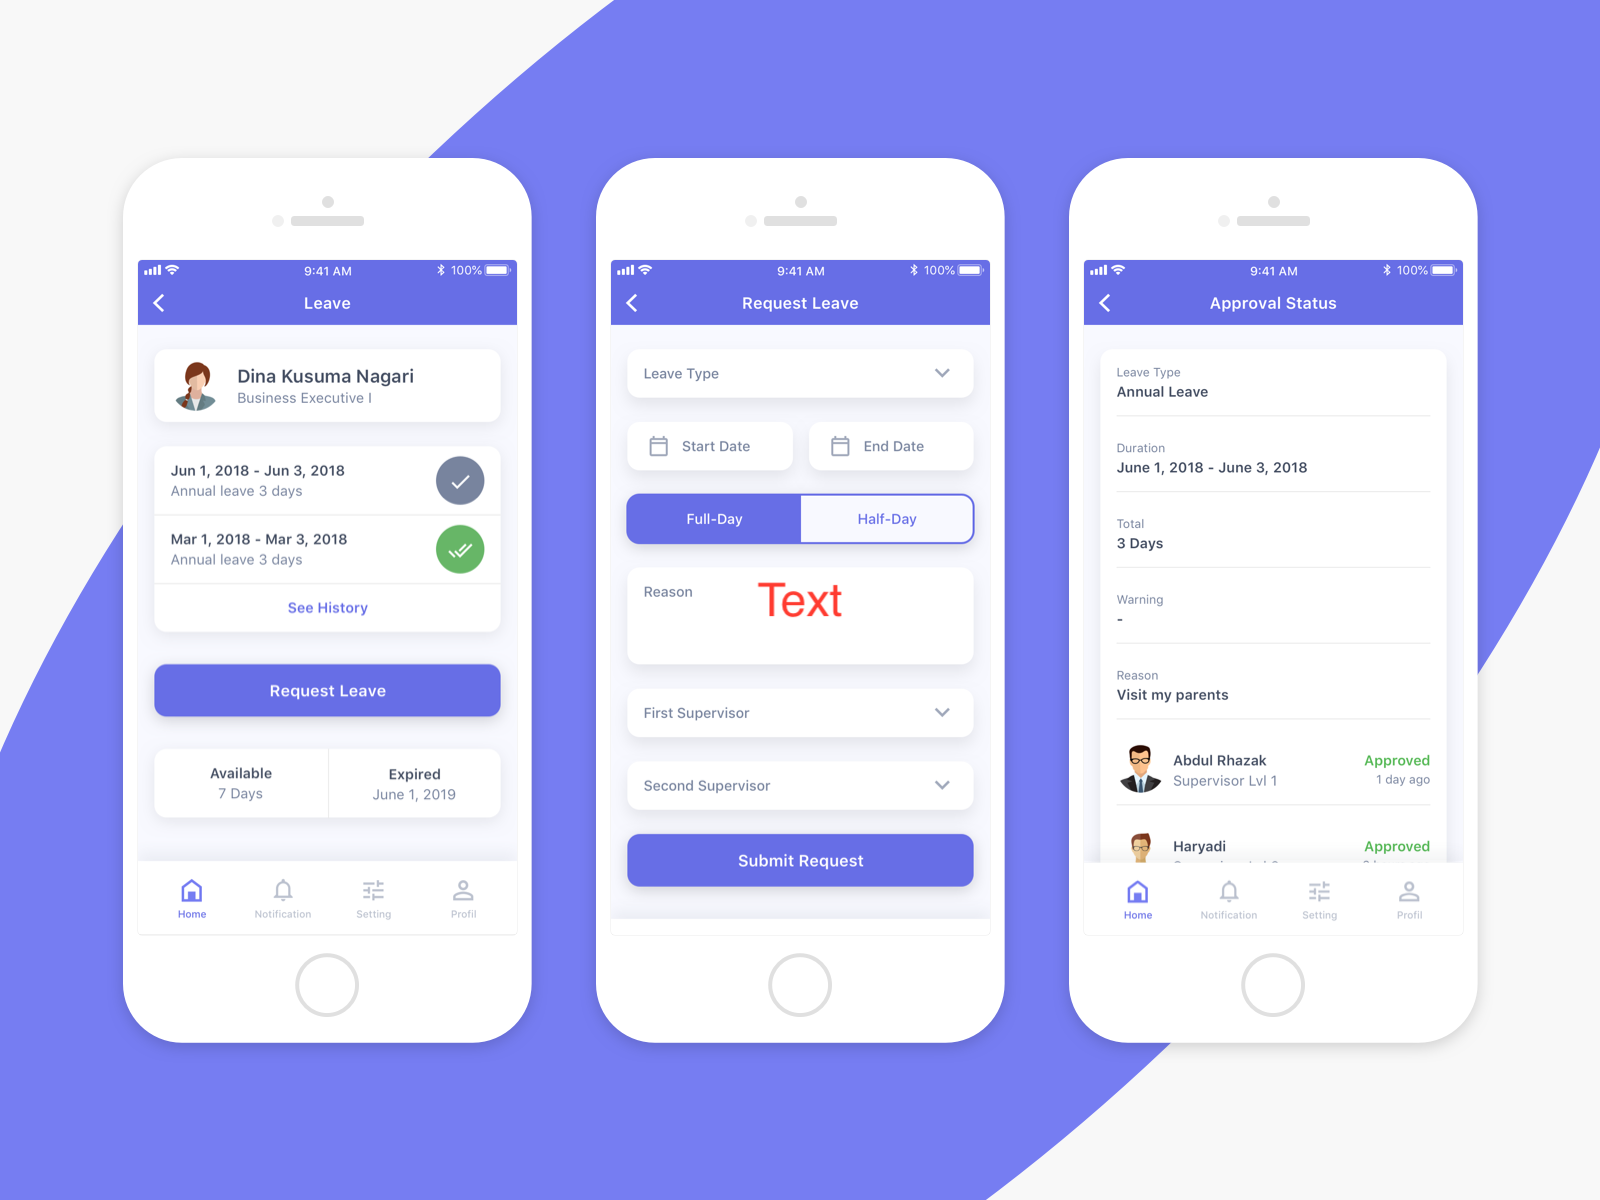 9:41 AM
100%
Leave
Dina Kusuma Nagari
Business Executive I
Jun 1, 2018 - Jun 3, 2018
Annual leave 3 days
Mar 1, 2018 - Mar 3, 2018
Annual leave 3 days
See History
Request Leave
Available
7 Days
Expired
June 1, 2019
Home
Notification
Setting
Profil
9:41 AM
100%
Request Leave
Leave Type
Start Date
End Date
Full-Day
Half-Day
Reason
Text
First Supervisor
Second Supervisor
Submit Request
9:41 AM
100%
Approval Status
Leave Type
Annual Leave
Duration
June 1, 2018 - June 3, 2018
Total
3 Days
Warning
-
Reason
Visit my parents
Abdul Rhazak
Approved
Supervisor Lvl 1
1 day ago
Haryadi
Approved
Home
Notification
Setting
Profil